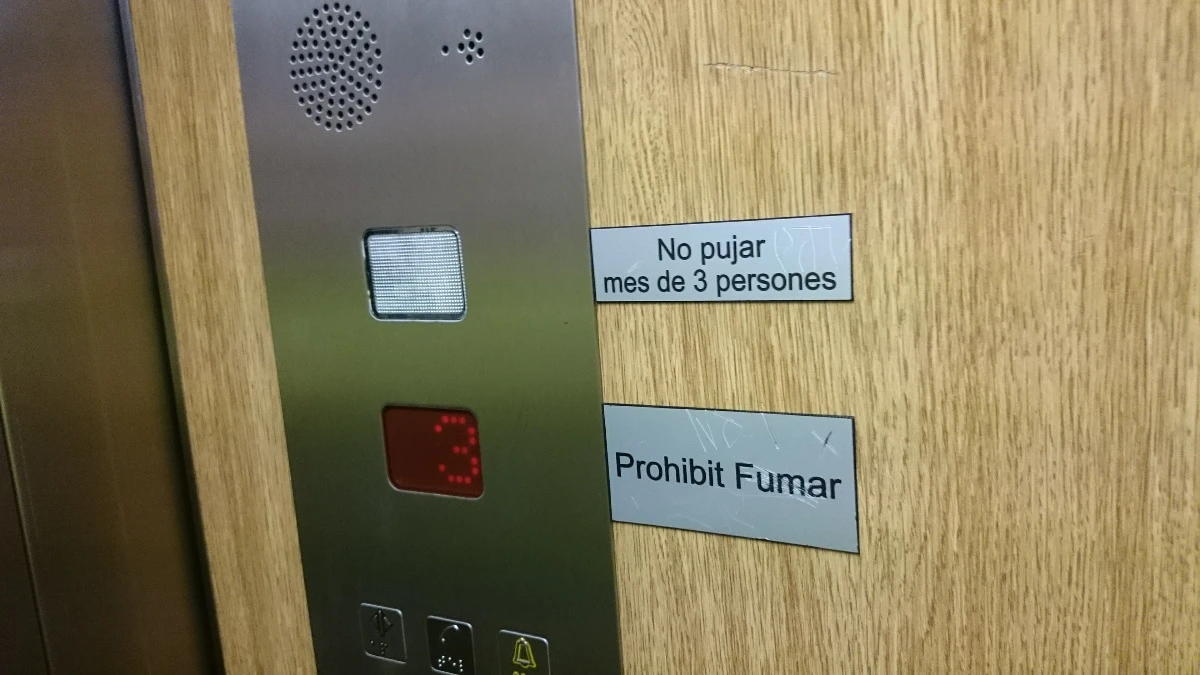 No pujar
mes de 3 persones
3
Prohibit Fumar